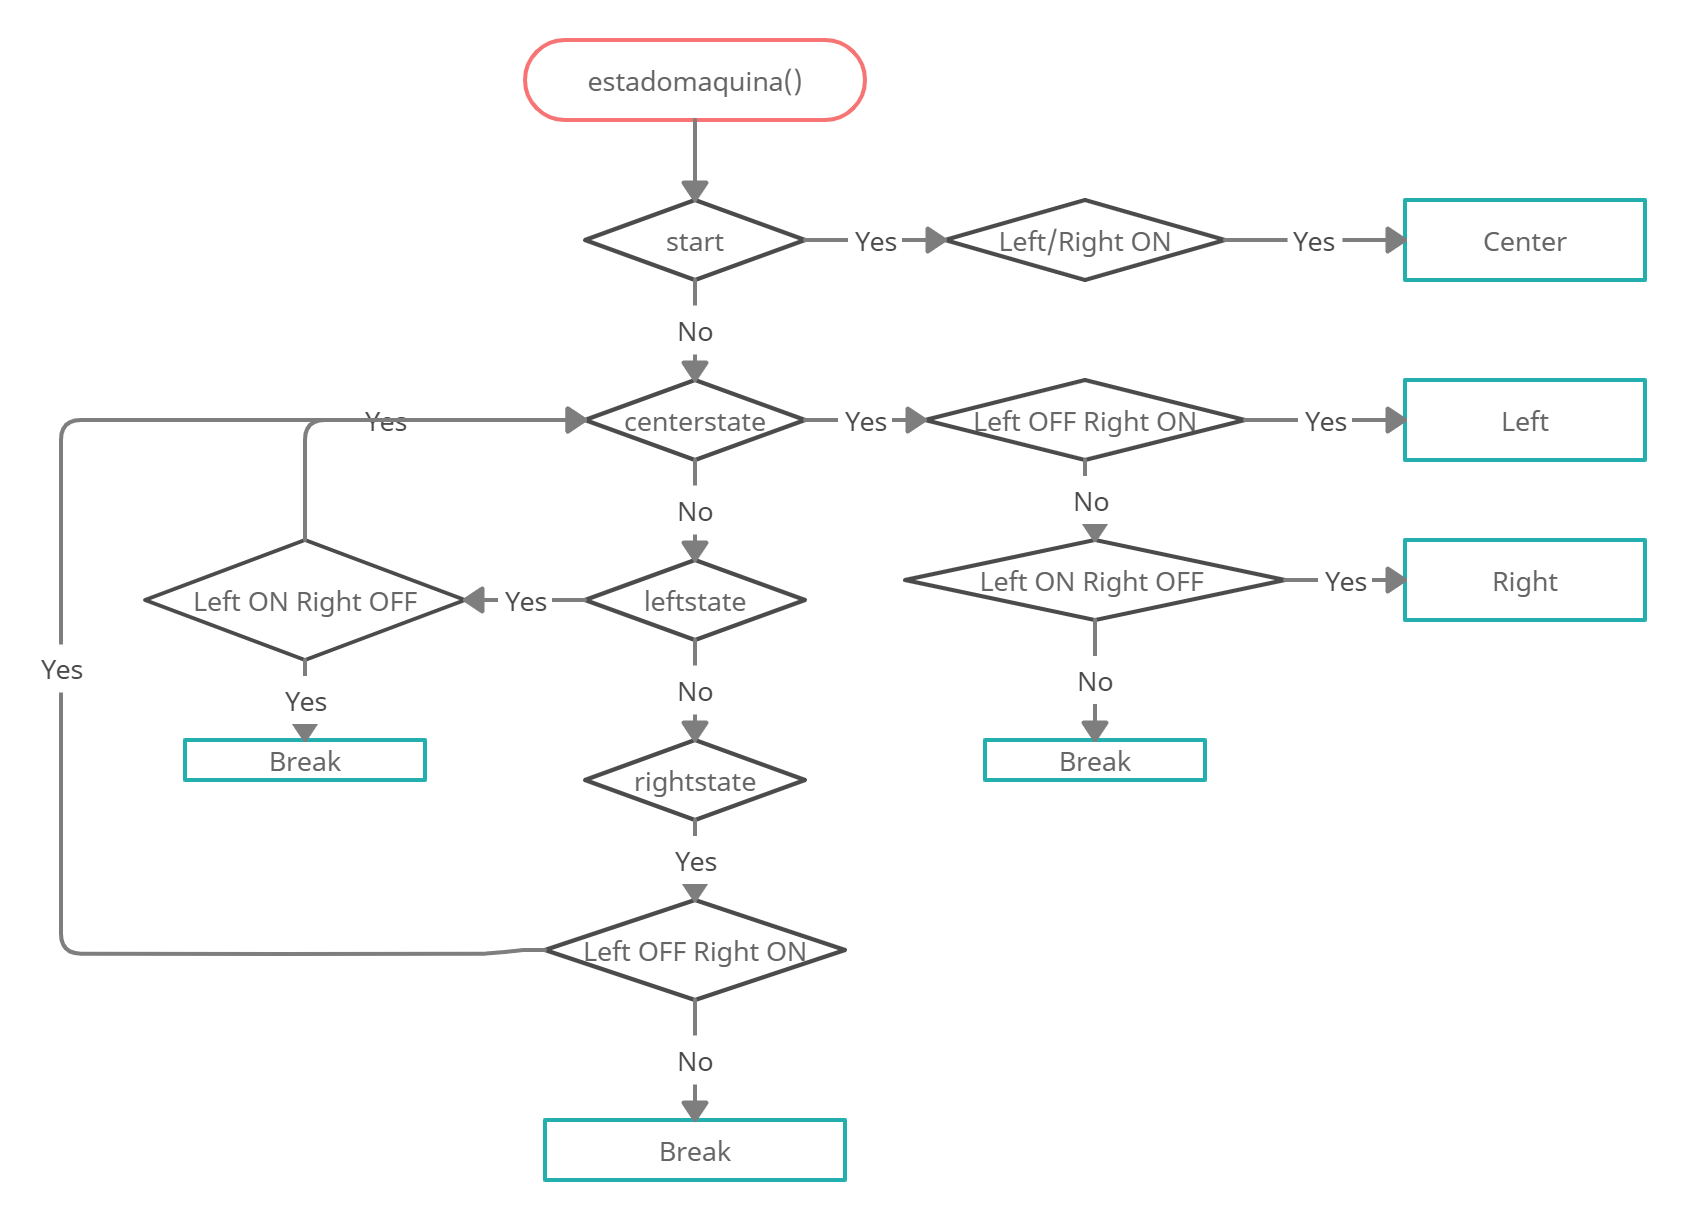 estadomaquina()
start
Yes
Left/Right ON
Yes
Center
No
Yes
centerstate
Yes
Left OFF Right ON
Yes
Left
No
No
Left ON Right OFF
Yes
leftstate
Left ON Right OFF
Yes
Right
Yes
Yes
No
No
Break
rightstate
Break
Yes
Left OFF Right ON
No
Break